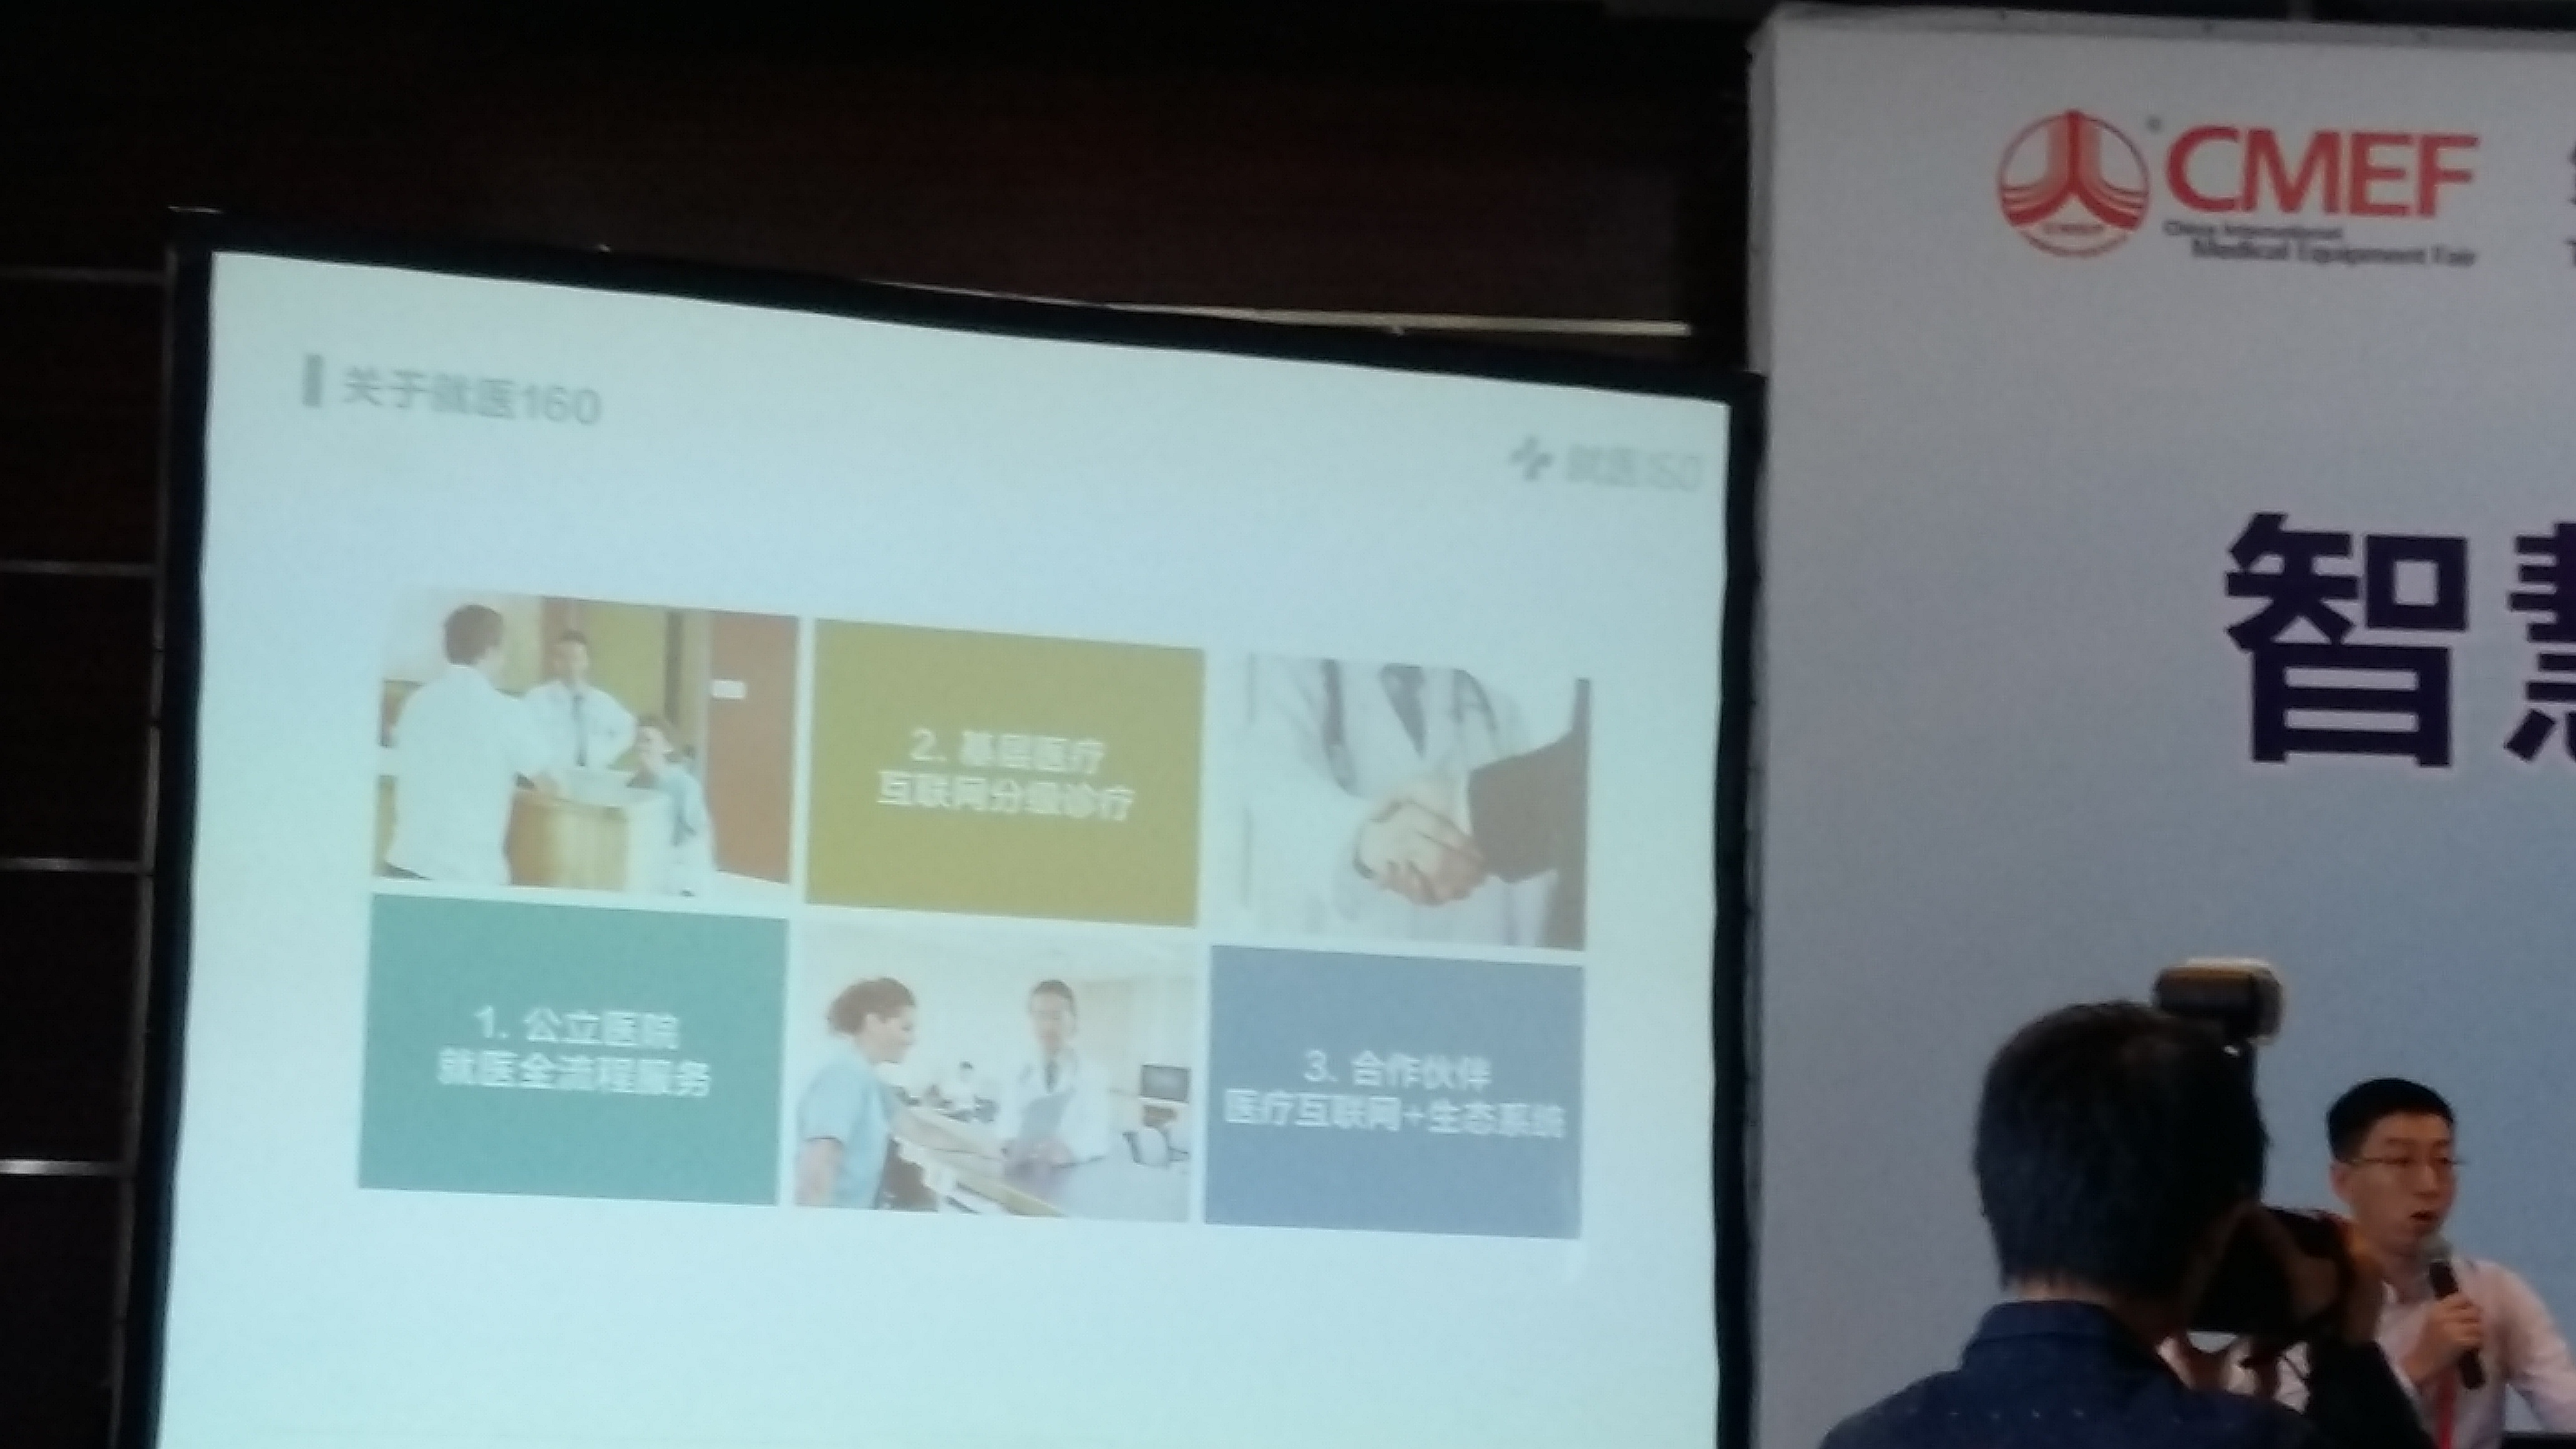 关于就医160
就医160
2. 基层医疗
互联网分级诊疗
1. 公立医院
就医全流程服务
3. 合作伙伴
医疗互联网+生态系统
CMEF
China International
Medical Equipment Fair
智慧